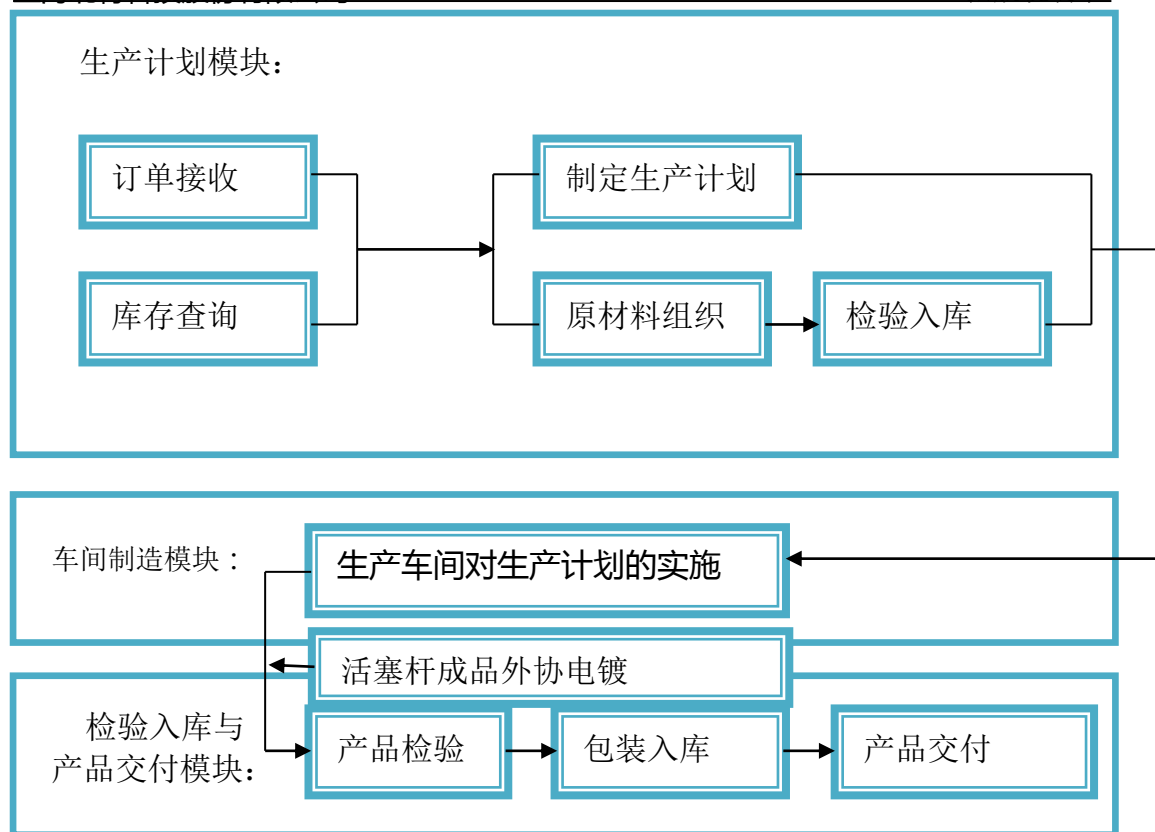 生产计划模块：
订单接收
制定生产计划
库存查询
原材料组织
检验入库
车间制造模块：
生产车间对生产计划的实施
活塞杆成品外协电镀
检验入库与
产品交付模块：
产品检验
包装入库
产品交付